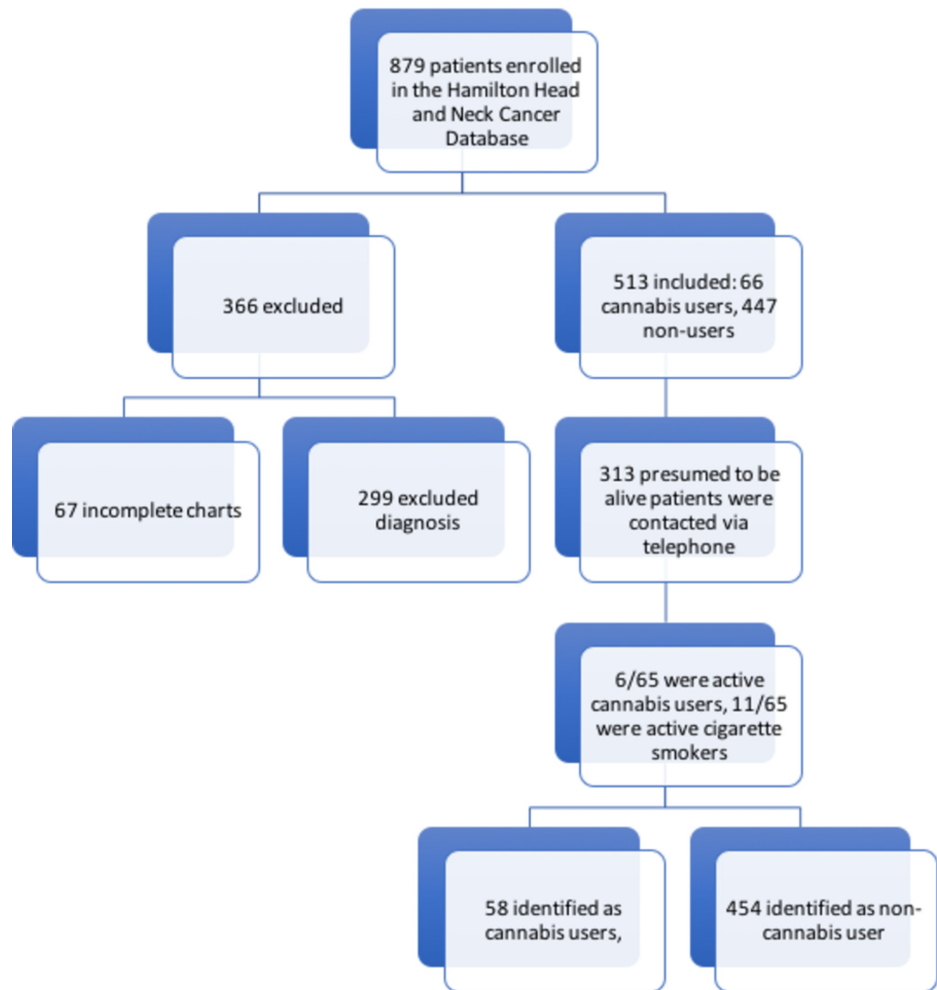 879 patients enrolled
in the Hamilton Head
and Neck Cancer
Database
366 excluded
513 included: 66
cannabis users, 447
non-users
67 incomplete charts
299 excluded
diagnosis
313 presumed to be
alive patients were
contacted via
telephone
6/65 were active
cannabis users, 11/65
were active cigarette
smokers
58 identified as
cannabis users,
454 identified as non-
cannabis user